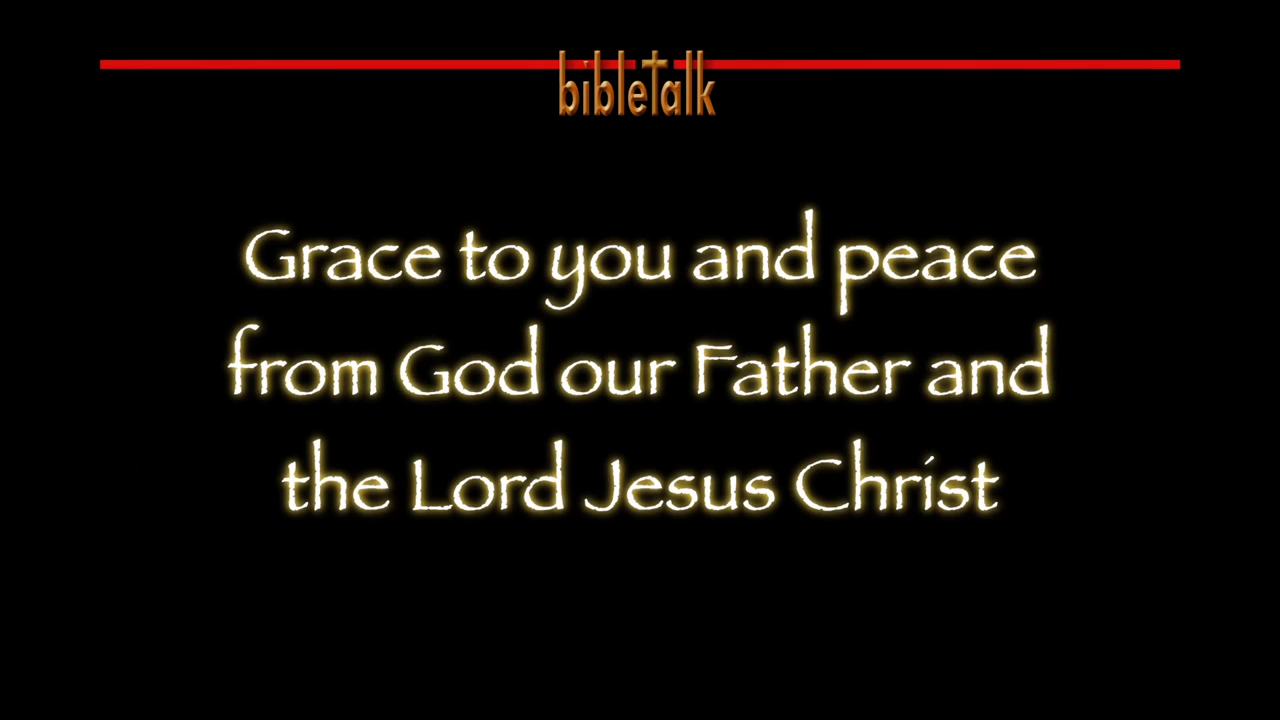 bibleTalk
Grace to you and peace
from God our Father and
the Lord Jesus Christ